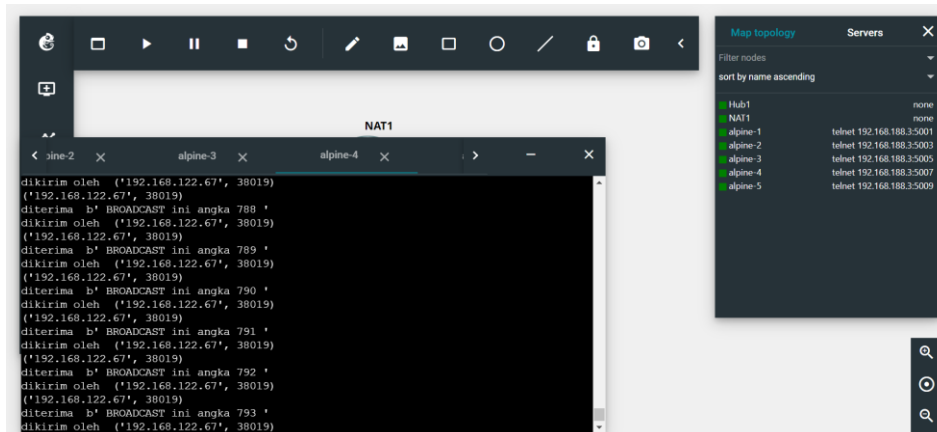 Map topology Servers
Filter nodes
sort by name ascending
Hub1 none
NAT1 none
alpine-1 telnet 192.168.188.3:5001
alpine-2 telnet 192.168.188.3:5003
alpine-3 telnet 192.168.188.3:5005
alpine-4 telnet 192.168.188.3:5007
alpine-5 telnet 192.168.188.3:5009
NAT1
pine-2 alpine-3 alpine-4
dikirim oleh  ('192.168.122.67', 38019)
('192.168.122.67', 38019)
diterima  b' BROADCAST ini angka 788 '
dikirim oleh  ('192.168.122.67', 38019)
('192.168.122.67', 38019)
diterima  b' BROADCAST ini angka 789 '
dikirim oleh  ('192.168.122.67', 38019)
('192.168.122.67', 38019)
diterima  b' BROADCAST ini angka 790 '
dikirim oleh  ('192.168.122.67', 38019)
('192.168.122.67', 38019)
diterima  b' BROADCAST ini angka 791 '
dikirim oleh  ('192.168.122.67', 38019)
('192.168.122.67', 38019)
diterima  b' BROADCAST ini angka 792 '
dikirim oleh  ('192.168.122.67', 38019)
('192.168.122.67', 38019)
diterima  b' BROADCAST ini angka 793 '
dikirim oleh  ('192.168.122.67', 38019)